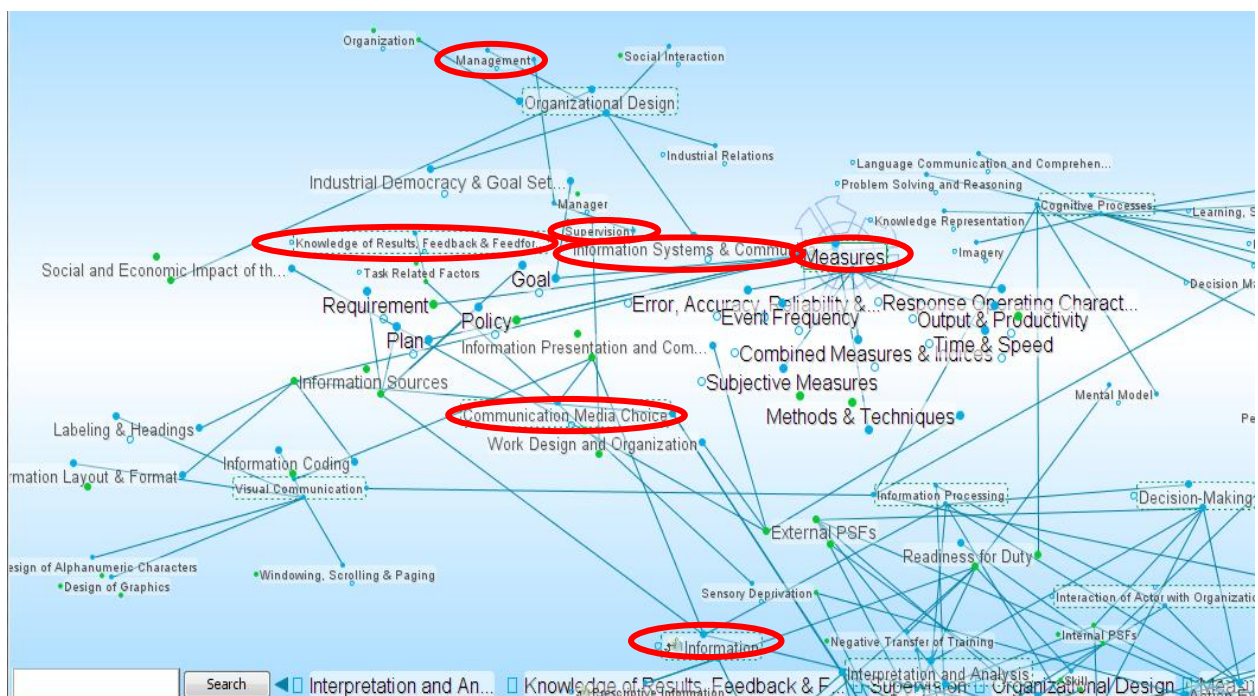 Organization
Management
Social Interaction
Organizational Design
Industrial Relations
Language Communication and Comprehen...
Industrial Democracy & Goal Set...
Problem Solving and Reasoning
Manager
Cognitive Processes
Learning, S
Knowledge Representation
Supervision
Knowledge of Results, Feedback & Feedfor...
Information Systems & Commu
Measures
Imagery
Social and Economic Impact of th...
Task Related Factors
Goal
Decision Ma
Requirement
Error, Accuracy, Reliability & ...
Response Operating Charact...
Policy
Event Frequency
Output & Productivity
Plan
Information Presentation and Com...
Combined Measures & Indices
Time & Speed
Information Sources
Subjective Measures
Mental Model
Communication Media Choice
Methods & Techniques
Pe
Labeling & Headings
Work Design and Organization
Information Coding
rmation Layout & Format
Visual Communication
Information Processing
Decision-Making
External PSFs
Readiness for Duty
esign of Alphanumeric Characters
Windowing, Scrolling & Paging
Design of Graphics
Sensory Deprivation
Interaction of Actor with Organizatio
Information
Negative Transfer of Training
Internal PSFs
Interpretation and Analysis
Skill
Search
Interpretation and An...
Knowledge of Results, Feedback & F...
Supervision
Organizational Design
Mea
Prescriptive Information